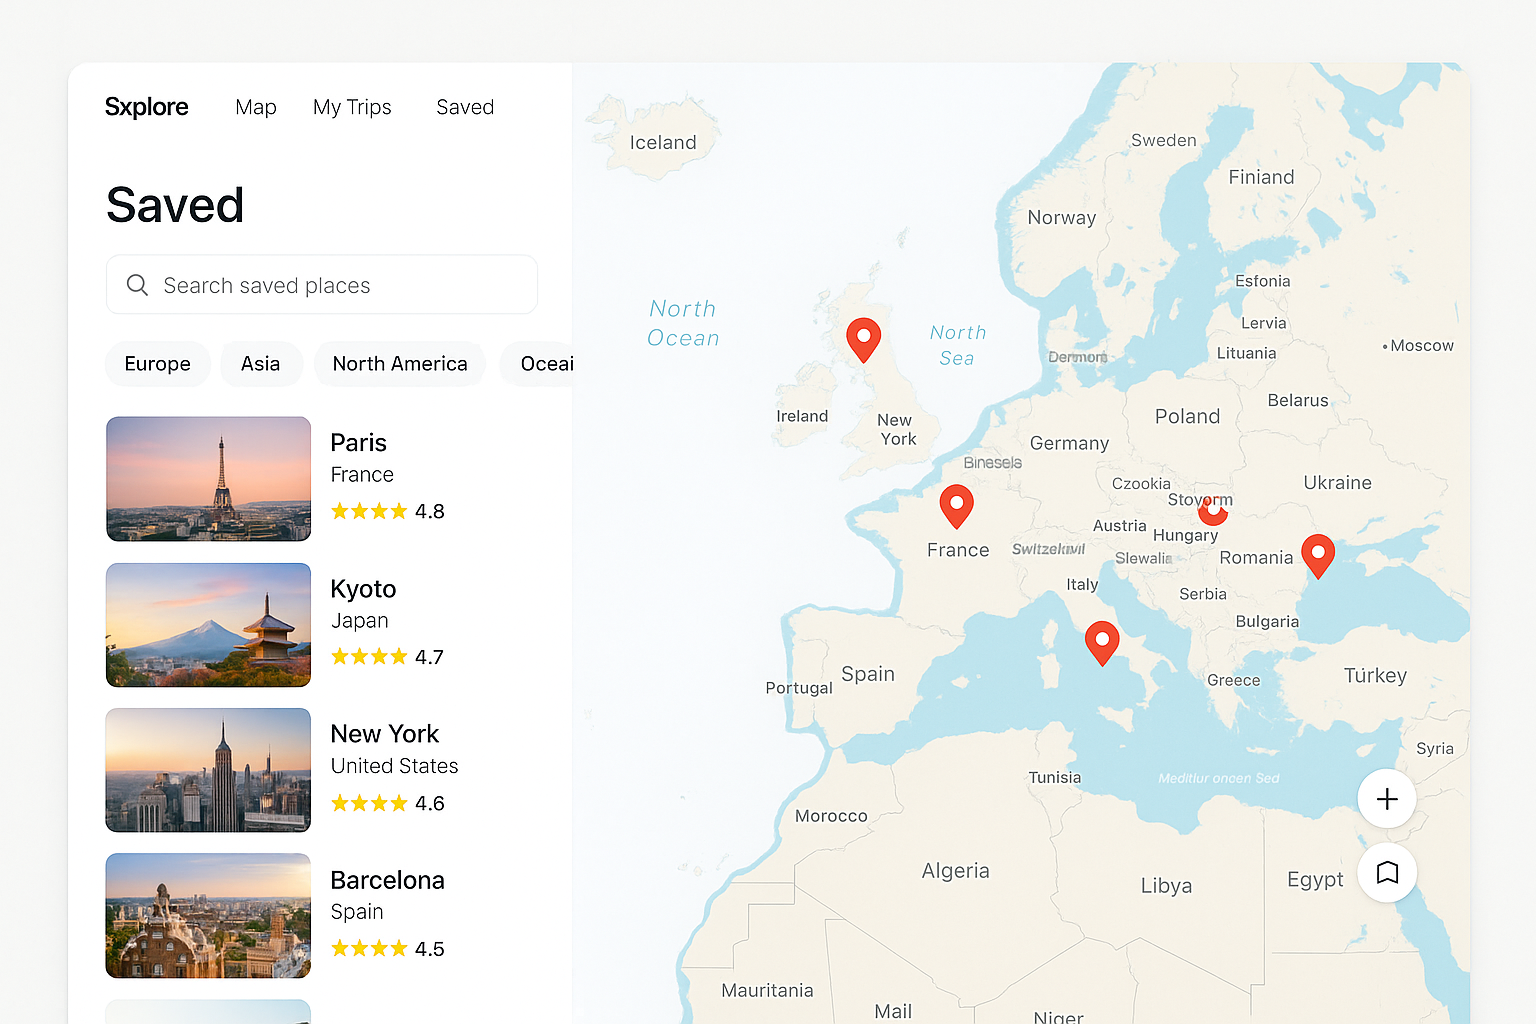 Sxplore Map My Trips Saved
Saved
Search saved places
Europe Asia North America Oceai
Paris
France
4.8
Kyoto
Japan
4.7
New York
United States
4.6
Barcelona
Spain
4.5
Iceland
Sweden
Finiand
Norway
North
Ocean
North
Sea
Esfonia
Lervia
Lituania
Moscow
Dermom
Belarus
Ireland
New
York
Poland
Germany
Binesels
Czookia
Ukraine
Stovorm
Austria
Hungary
France
Slewalia
Romania
Italy
Serbia
Bulgaria
Spain
Portugal
Greece
Türkey
Syria
Tunisia
Meditlur oncen Sed
Morocco
Algeria
Libya
Egypt
Mauritania
Mail
Niger